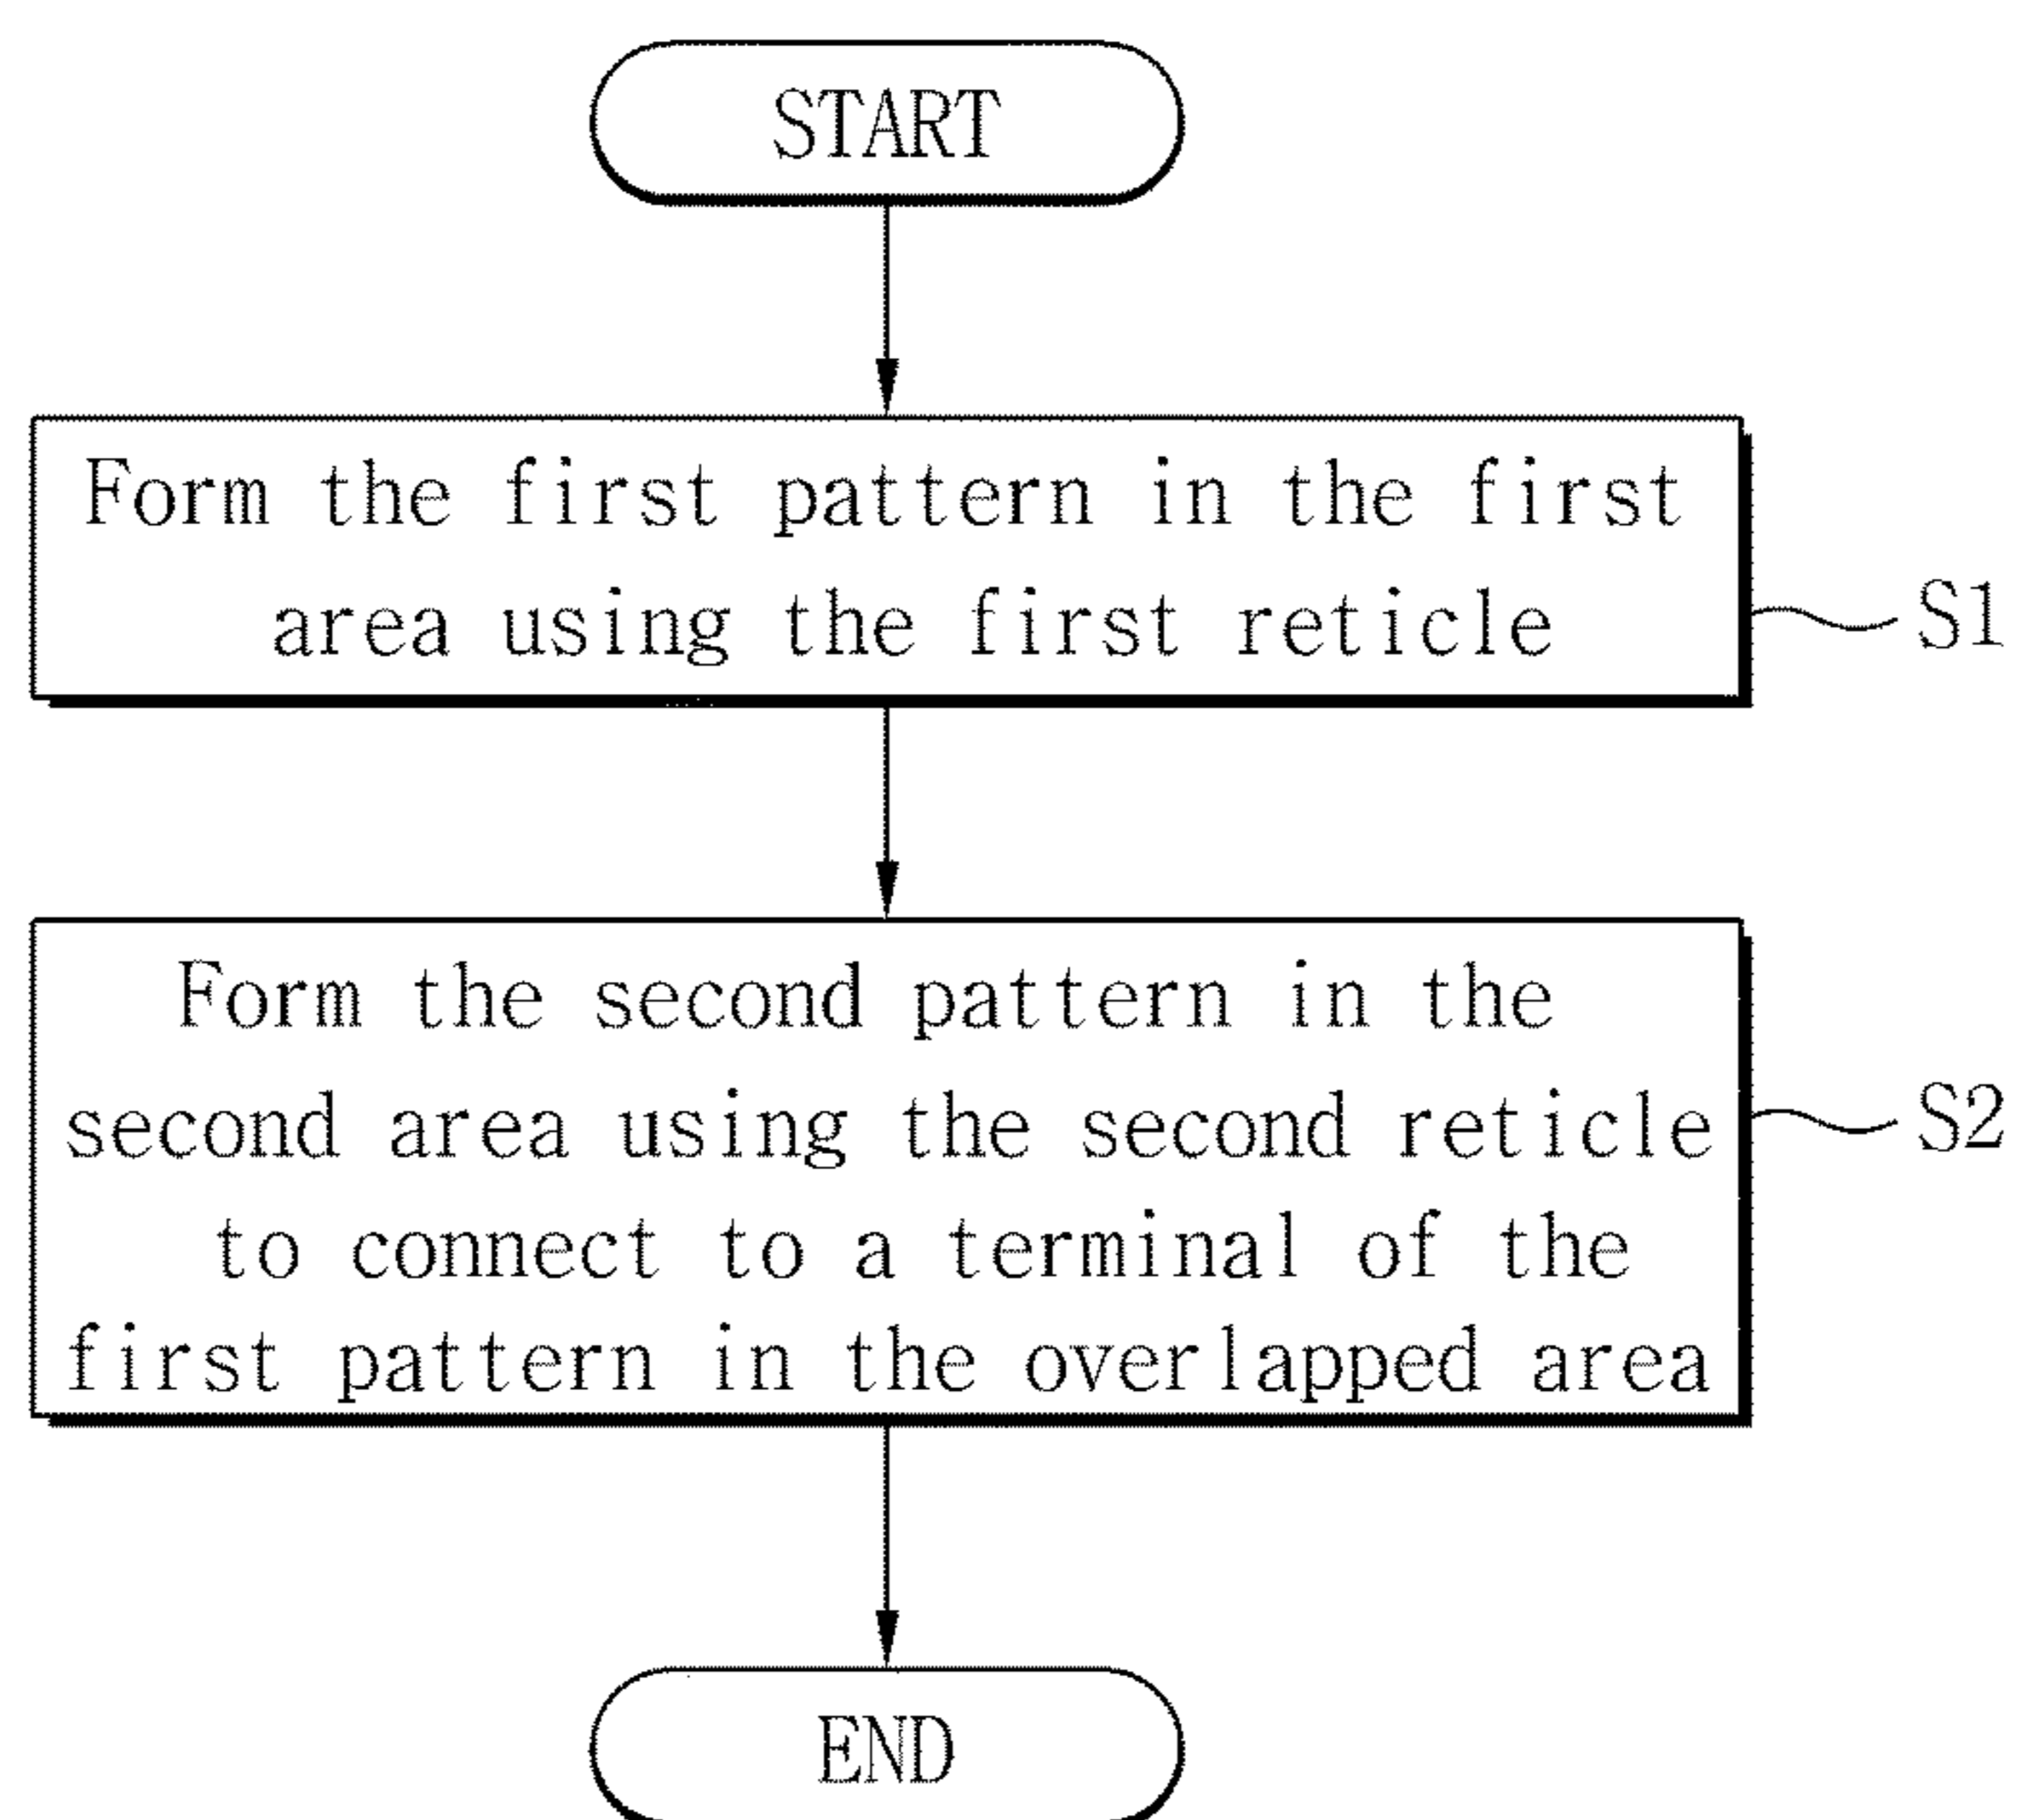 START
Form the first pattern in the first
area using the first reticle
S1
Form the second pattern in the
second area using the second reticle
to connect to a terminal of the
first pattern in the overlapped area
S2
END